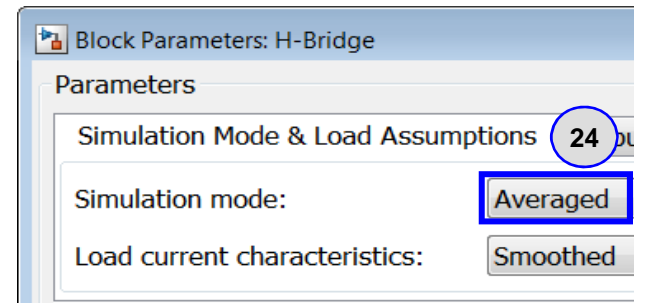 Block Parameters: H-Bridge
Parameters
Simulation Mode & Load Assumptions 24
Simulation mode: Averaged
Load current characteristics: Smoothed